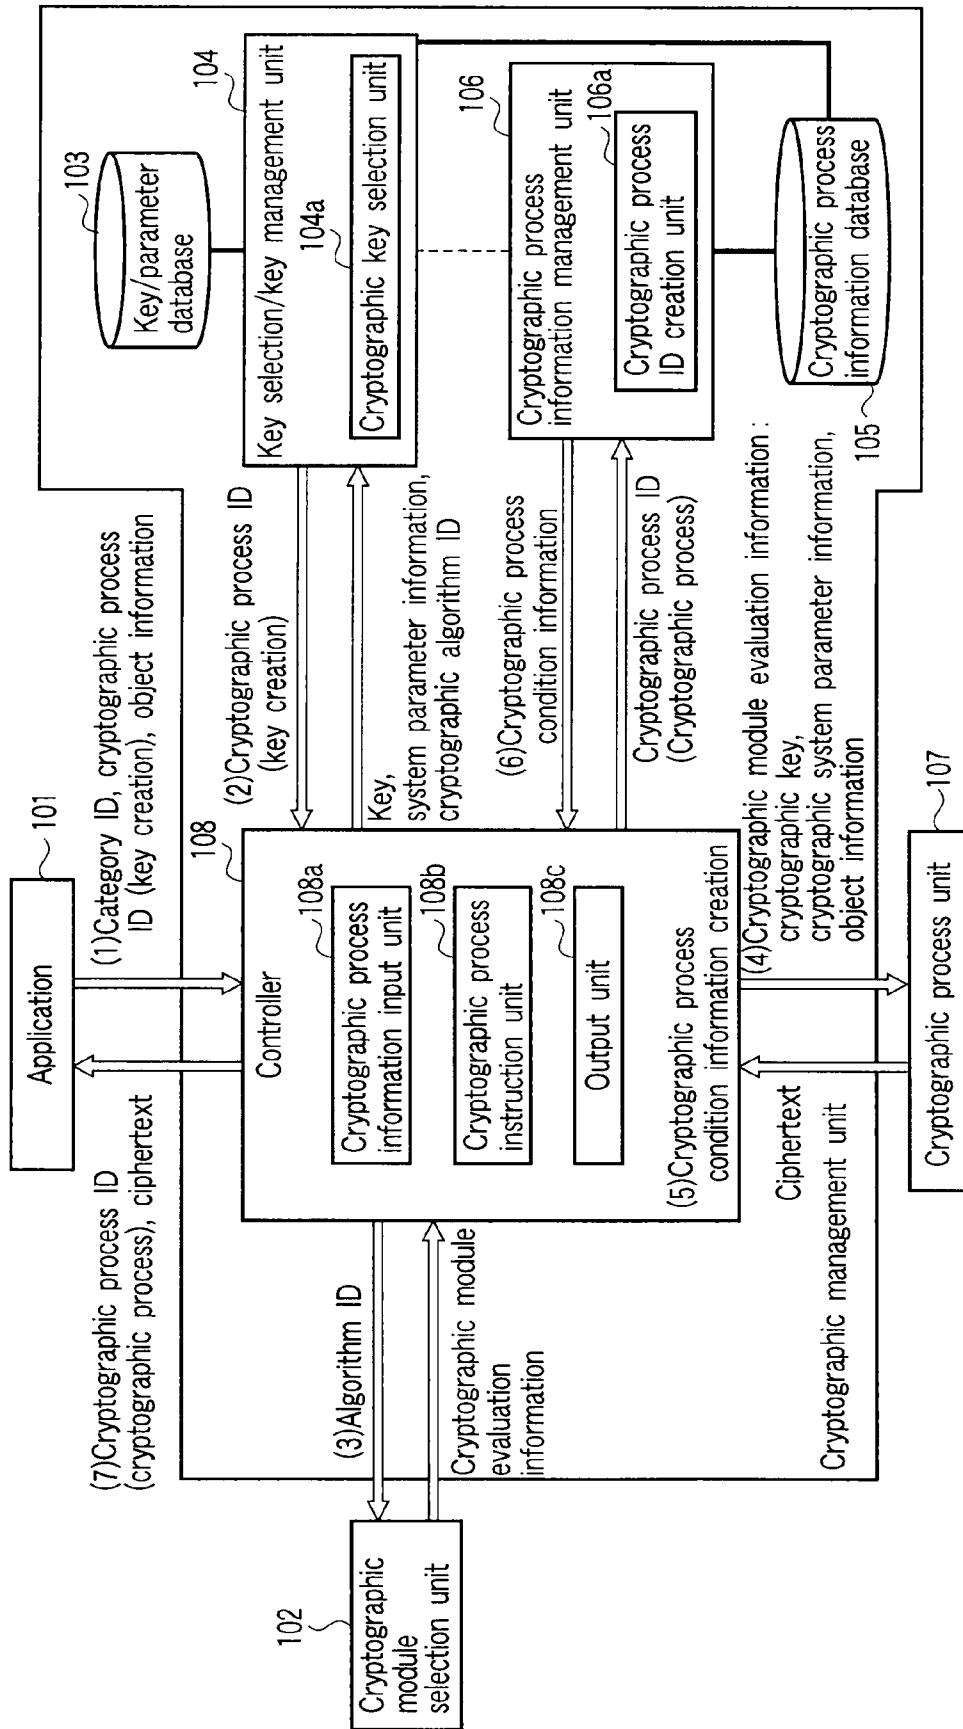 101
Application
(1)Category ID, cryptographic process
ID (key creation), object information
(7)Cryptographic process ID
(cryptographic process), ciphertext
103
Key/parameter
database
104
Key selection/key management unit
104a
Cryptographic key selection unit
(2)Cryptographic process ID
(key creation)
Key,
system parameter information,
cryptographic algorithm ID
108
Controller
108a
Cryptographic process
information input unit
108b
Cryptographic process
instruction unit
108c
Output unit
(5)Cryptographic process
condition information creation
(3)Algorithm ID
Cryptographic module
evaluation
information
102
Cryptographic
module
selection unit
106
Cryptographic process
information management unit
106a
Cryptographic process
ID creation unit
(6)Cryptographic process
condition information
Cryptographic process ID
(Cryptographic process)
Cryptographic process
information database
105
(4)Cryptographic module evaluation information :
cryptographic key,
cryptographic system parameter information,
object information
Ciphertext
Cryptographic management unit
107
Cryptographic process unit